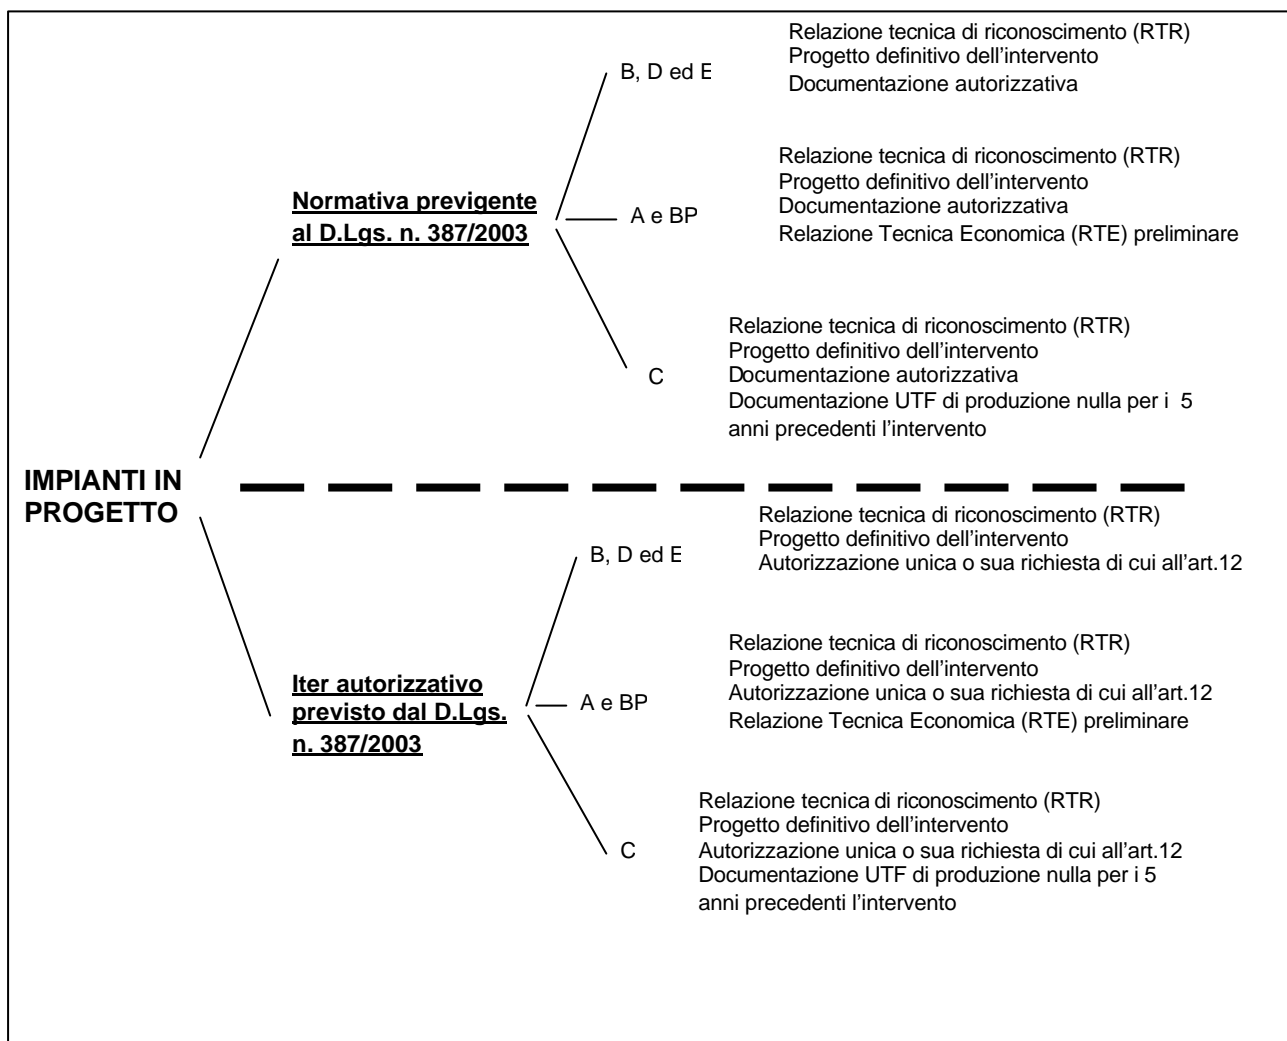 Relazione tecnica di riconoscimento (RTR)
Progetto definitivo dell’intervento
Documentazione autorizzativa
B, D ed E
Relazione tecnica di riconoscimento (RTR)
Progetto definitivo dell’intervento
Documentazione autorizzativa
Relazione Tecnica Economica (RTE) preliminare
Normativa previgente
al D.Lgs. n. 387/2003
A e BP
Relazione tecnica di riconoscimento (RTR)
Progetto definitivo dell’intervento
Documentazione autorizzativa
Documentazione UTF di produzione nulla per i 5
anni precedenti l’intervento
C
IMPIANTI IN
PROGETTO
Relazione tecnica di riconoscimento (RTR)
Progetto definitivo dell’intervento
Autorizzazione unica o sua richiesta di cui all’art.12
B, D ed E
Relazione tecnica di riconoscimento (RTR)
Progetto definitivo dell’intervento
Autorizzazione unica o sua richiesta di cui all’art.12
Relazione Tecnica Economica (RTE) preliminare
Iter autorizzativo
previsto dal D.Lgs.
n. 387/2003
A e BP
Relazione tecnica di riconoscimento (RTR)
Progetto definitivo dell’intervento
Autorizzazione unica o sua richiesta di cui all’art.12
Documentazione UTF di produzione nulla per i 5
anni precedenti l’intervento
C